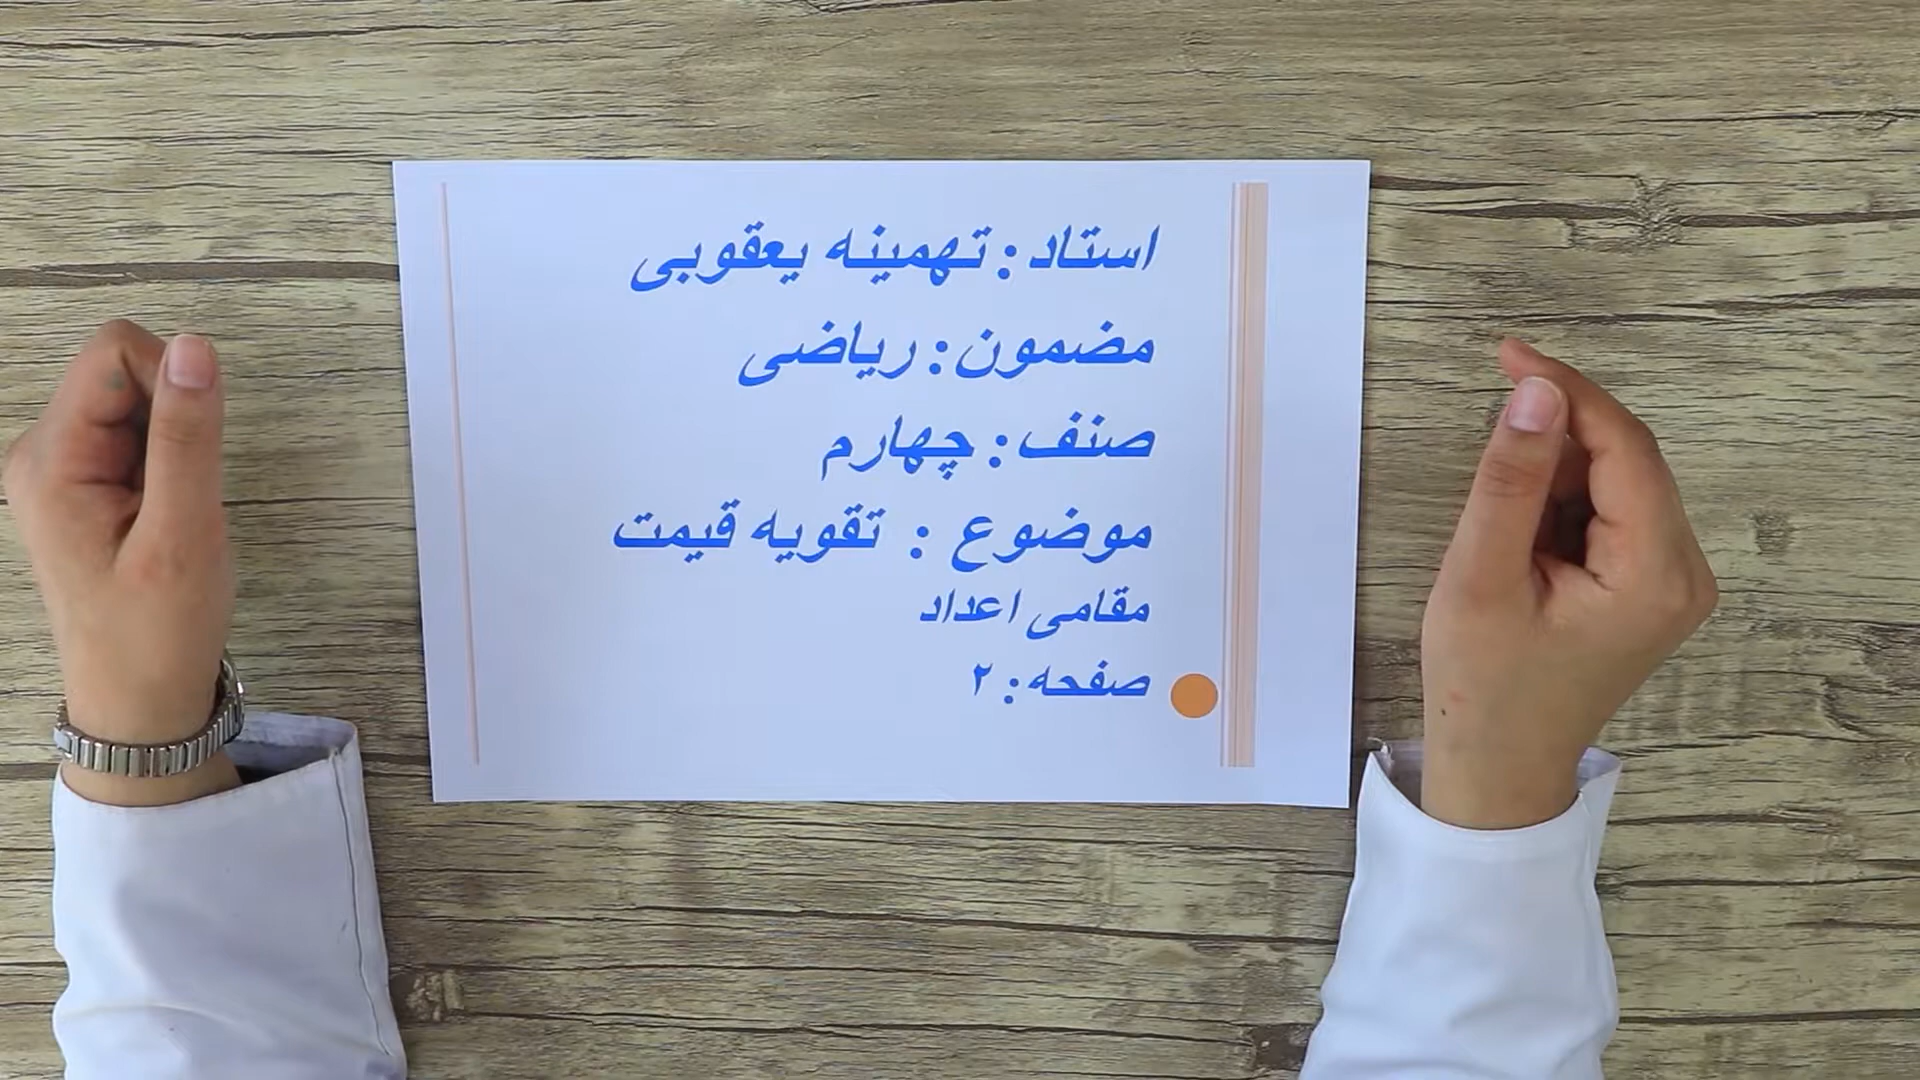 استاد : تهمینه یعقوبی
مضمون : ریاضی
صنف : چهارم
موضوع : تقویه قیمت
مقامی اعداد
صفحه : ۲